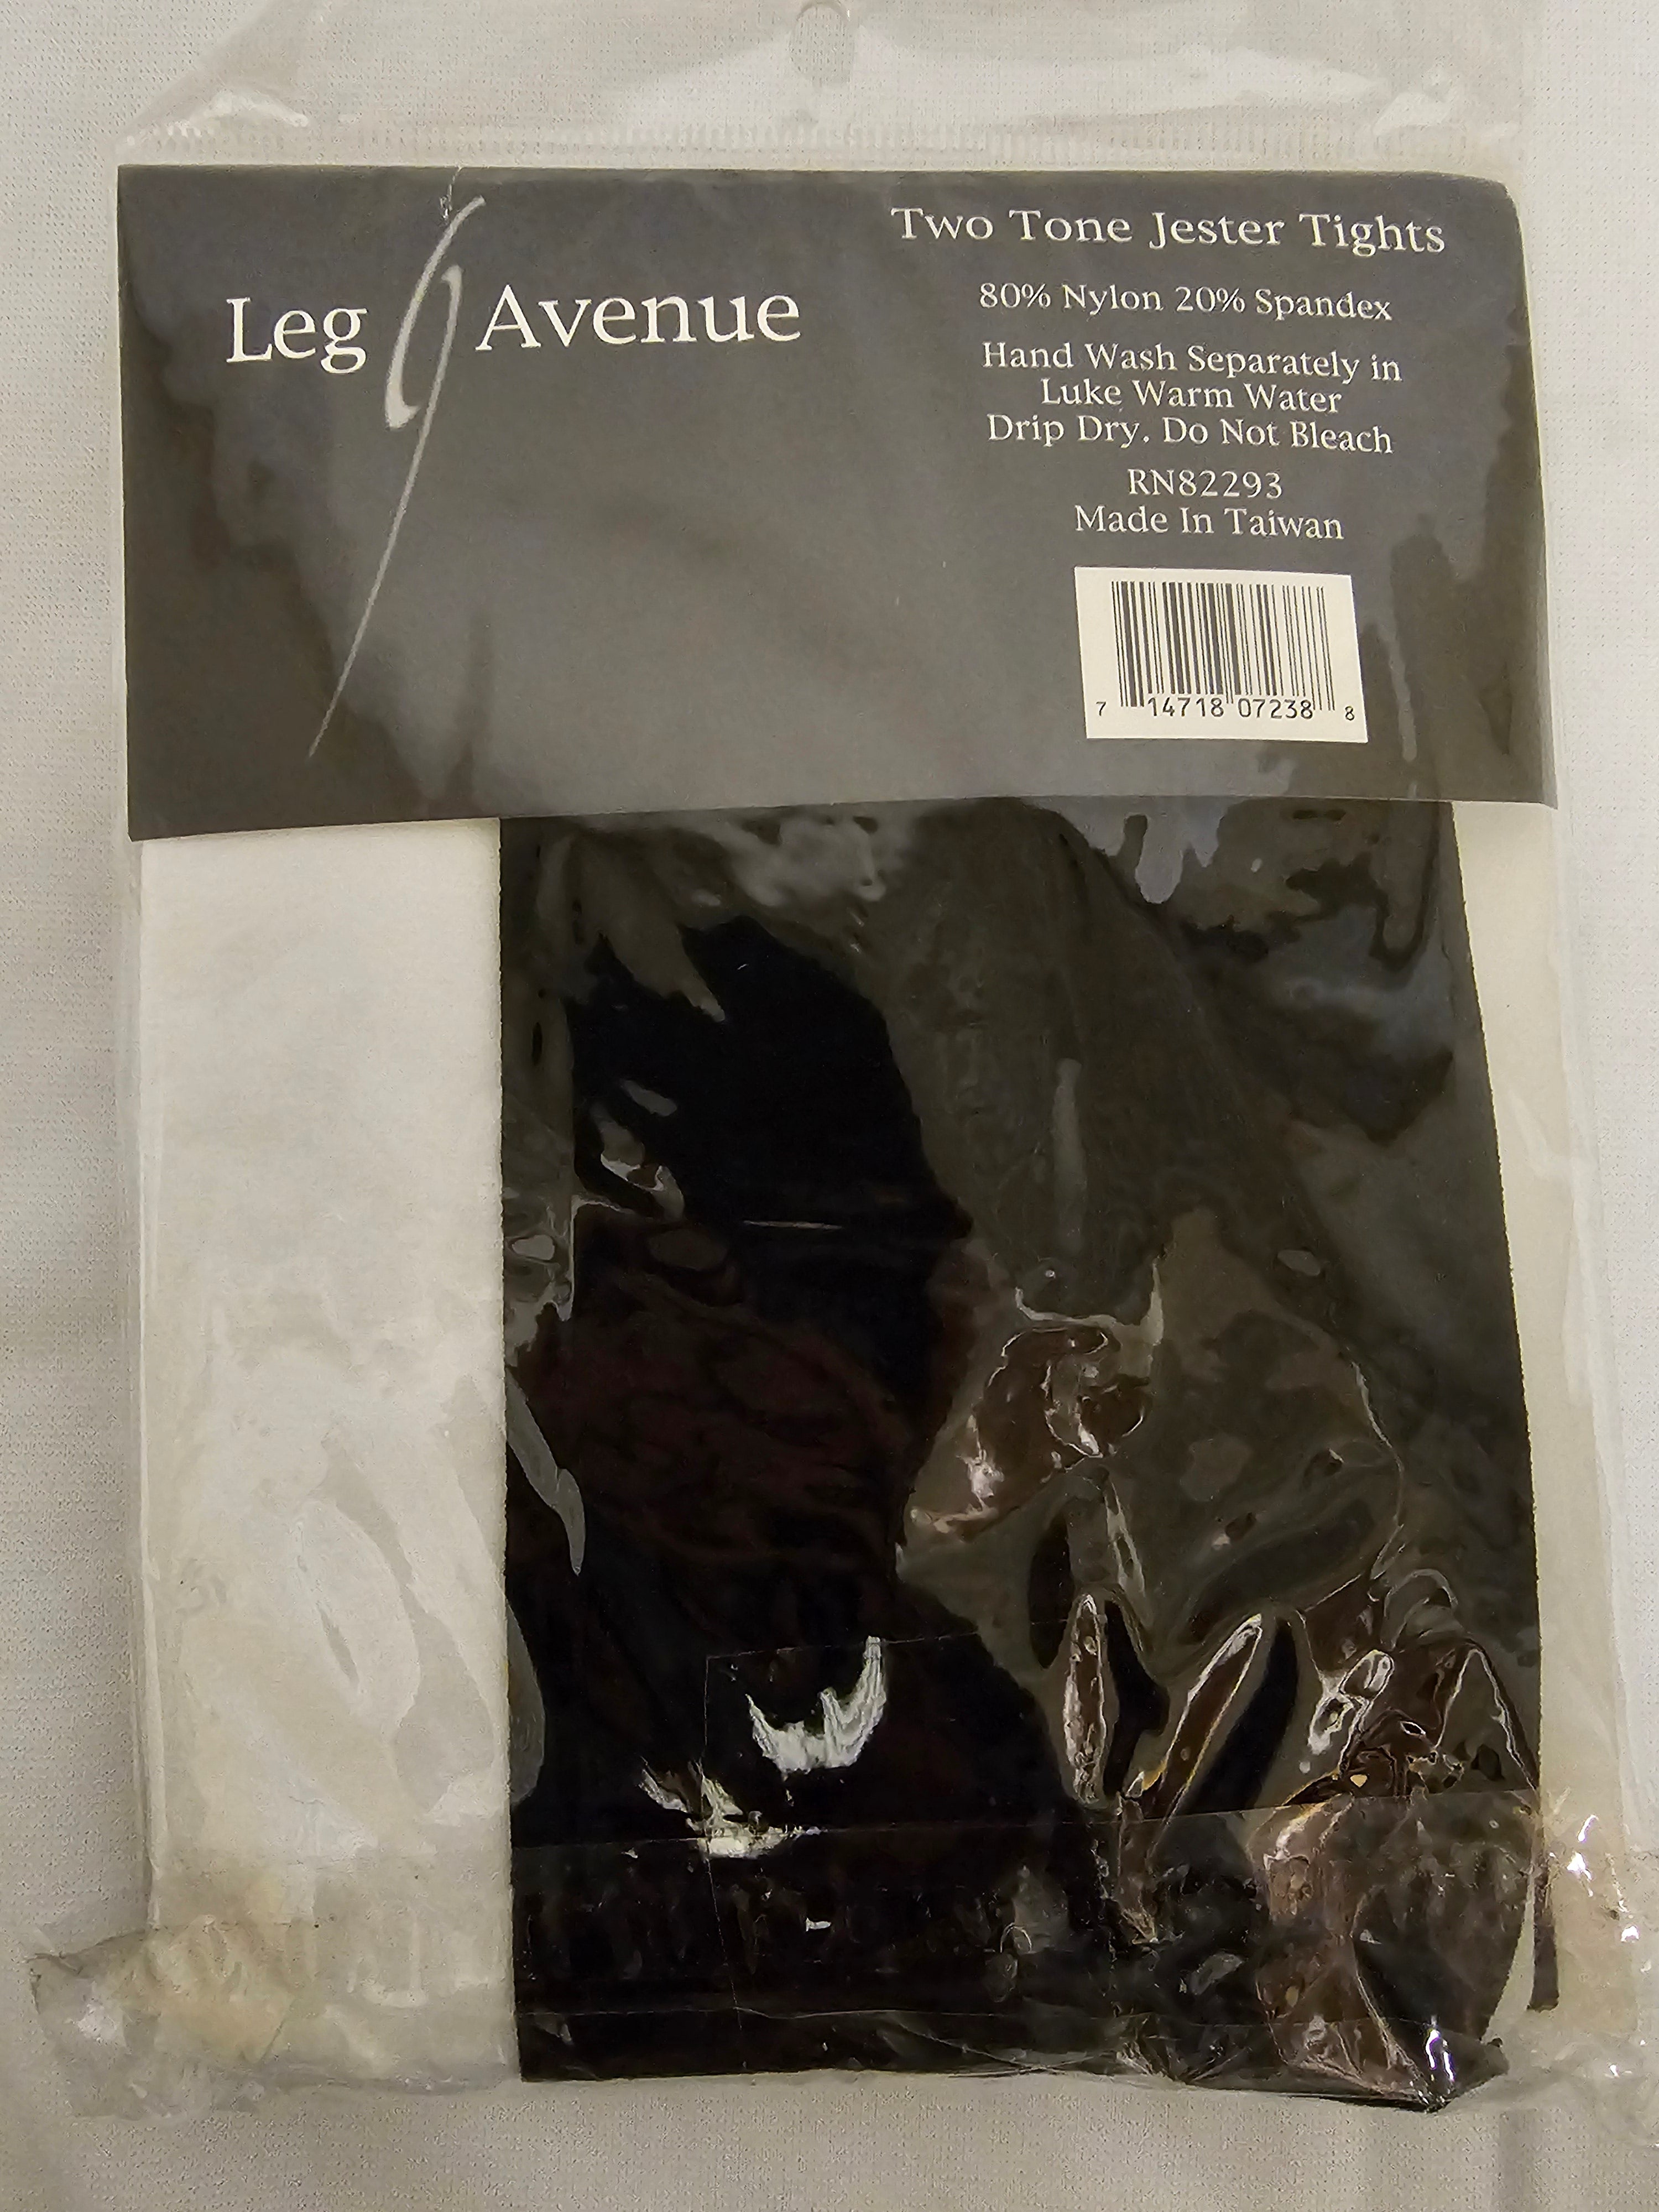 Leg Avenue
Two Tone Jester Tights
80% Nylon 20% Spandex
Hand Wash Separately in
Luke Warm Water
Drip Dry. Do Not Bleach
RN82293
Made In Taiwan
7 14718 07238 8